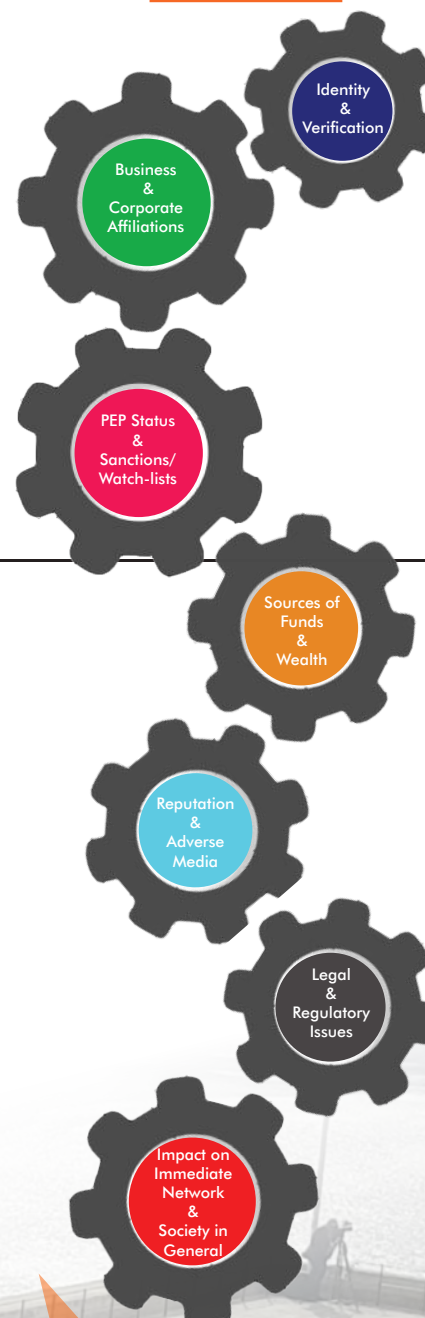 Identity
&
Verification
Business
&
Corporate
Affiliations
PEP Status
&
Sanctions/
Watch-lists
Sources of
Funds
&
Wealth
Reputation
&
Adverse
Media
Legal
&
Regulatory
Issues
Impact on
Immediate
Network
&
Society in
General